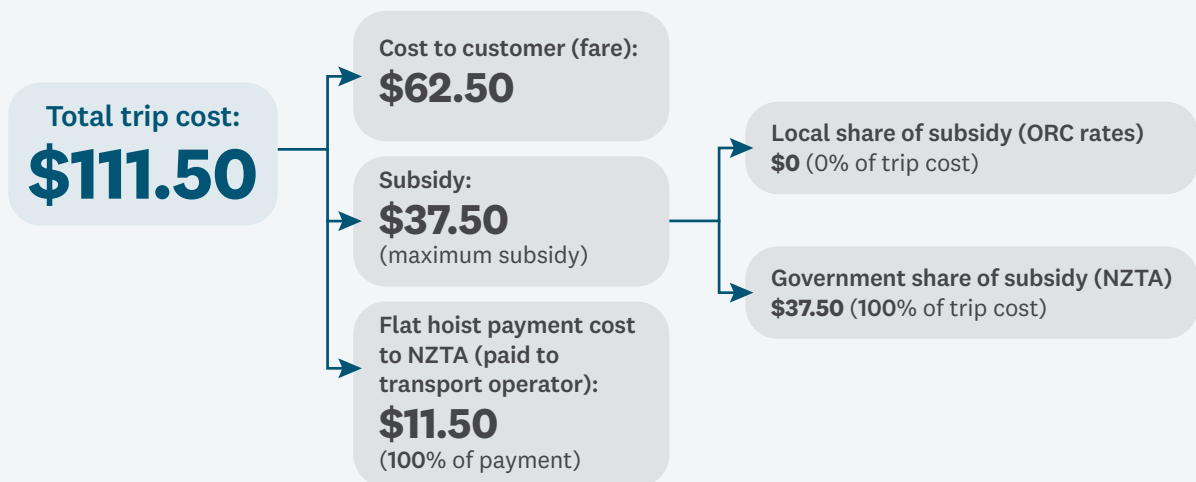 Total trip cost:
$111.50
Cost to customer (fare):
$62.50
Subsidy:
$37.50
(maximum subsidy)
Flat hoist payment cost
to NZTA (paid to
transport operator):
$11.50
(100% of payment)
Local share of subsidy (ORC rates)
$0 (0% of trip cost)
Government share of subsidy (NZTA)
$37.50 (100% of trip cost)